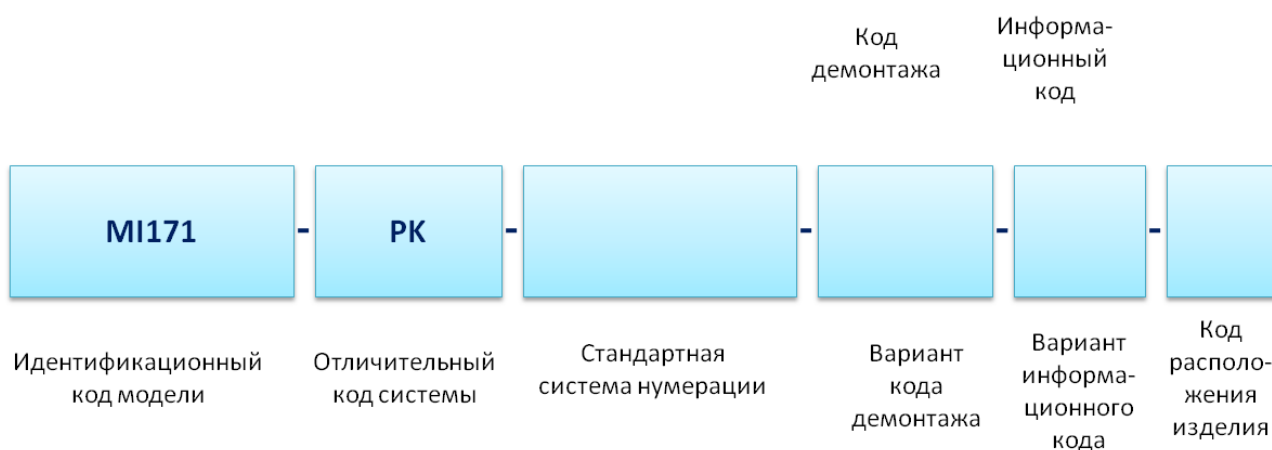 Код
демонтажа
Информа-
ционный
код
MI171 - PK - - - -
Идентификационный
код модели
Отличительный
код системы
Стандартная
система нумерации
Вариант
кода
демонтажа
Вариант
информа-
ционного
кода
Код
располо-
жения
изделия